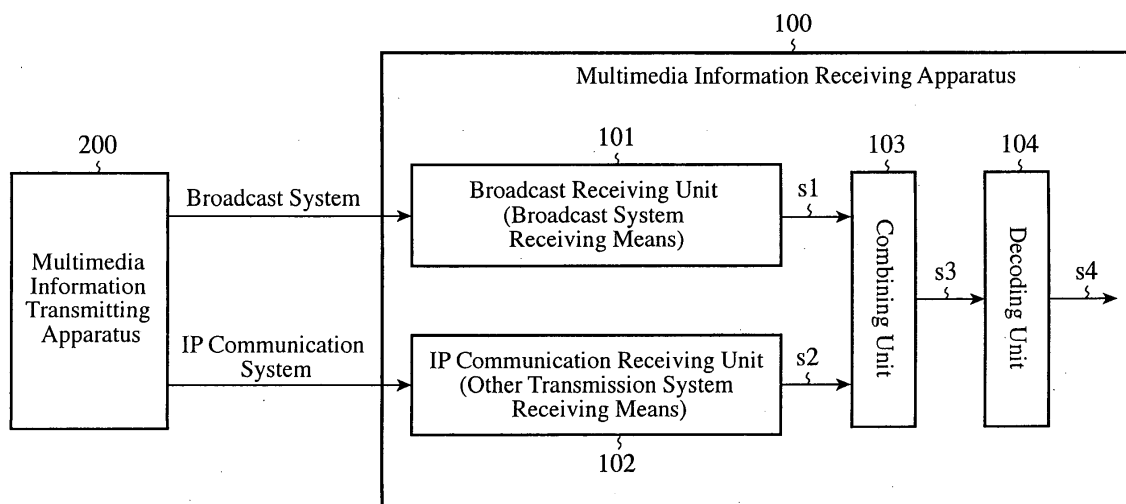 100
Multimedia Information Receiving Apparatus
200
Multimedia
Information
Transmitting
Apparatus
Broadcast System
IP Communication
System
101
Broadcast Receiving Unit
(Broadcast System
Receiving Means)
s1
IP Communication Receiving Unit
(Other Transmission System
Receiving Means)
102
s2
103
Combining Unit
s3
104
Decoding Unit
s4